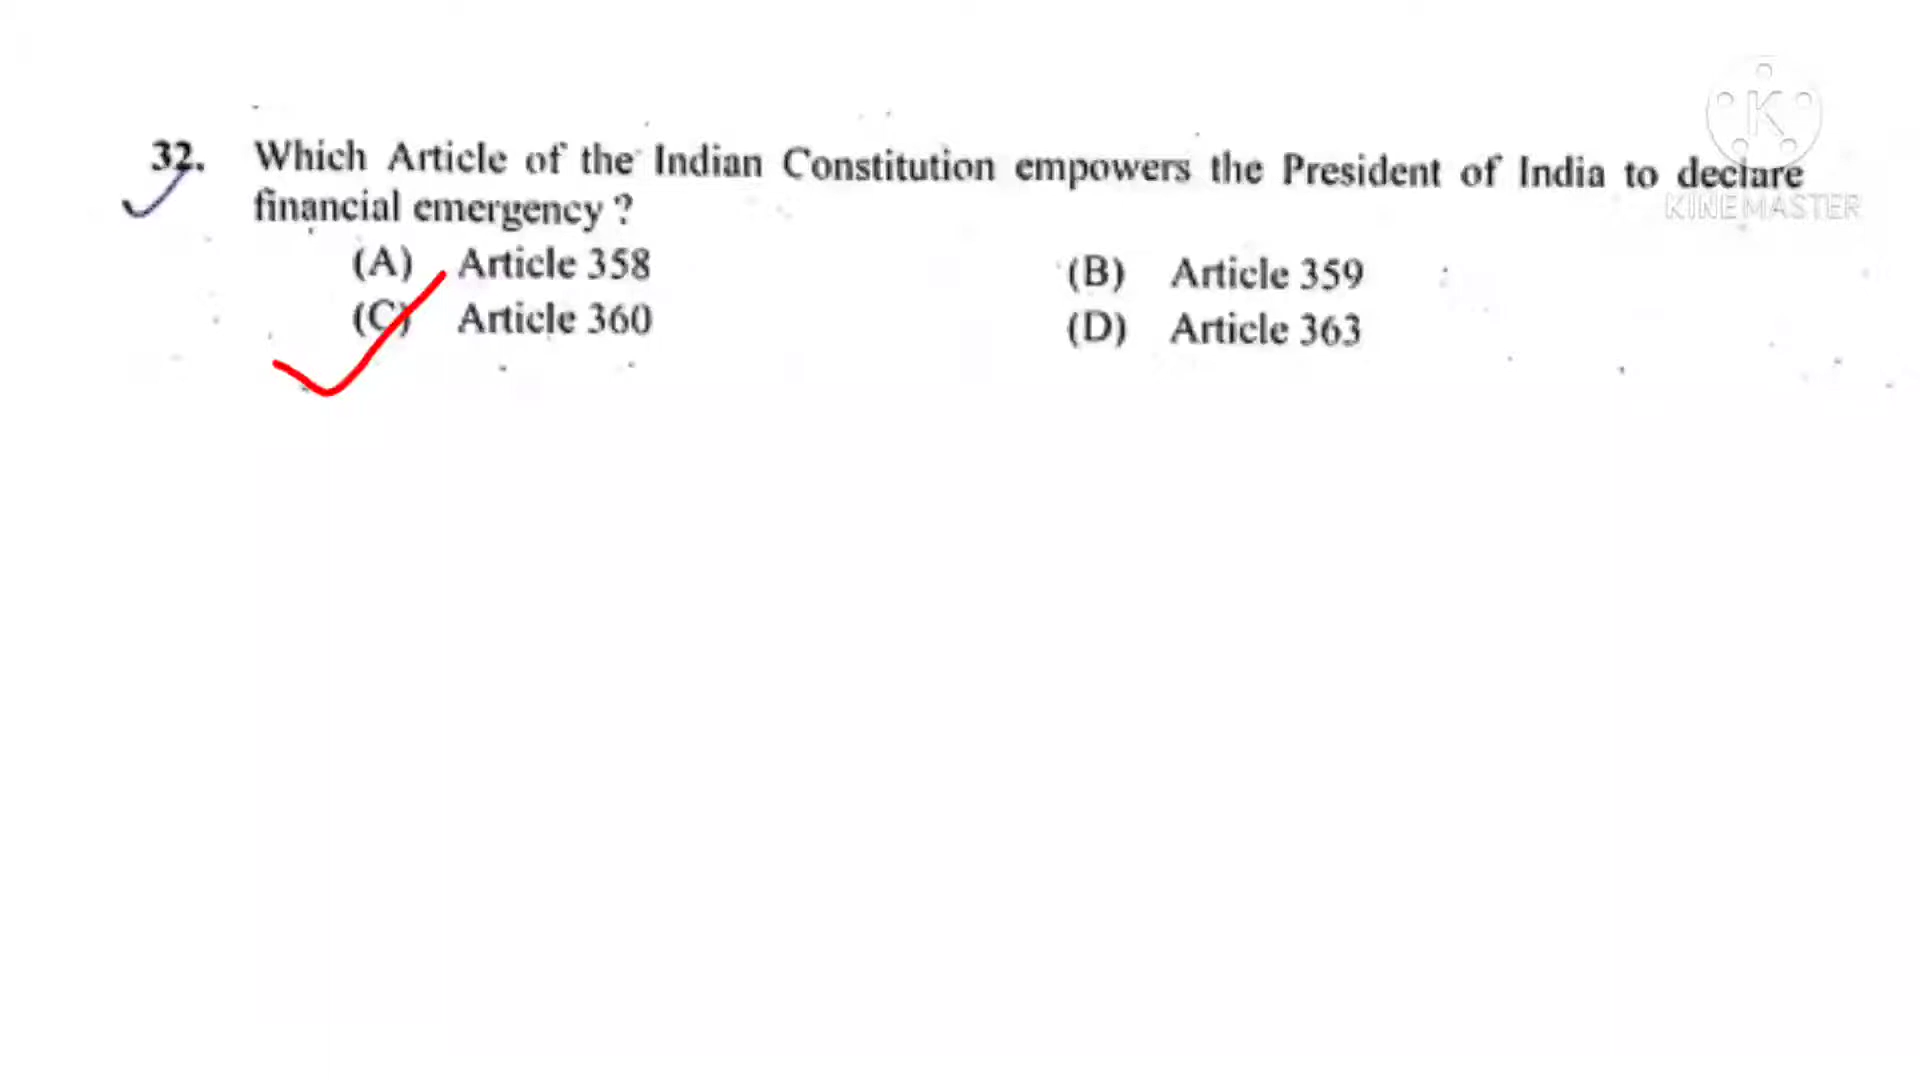 32. Which Article of the Indian Constitution empowers the President of India to declare
financial emergency ?
(A) Article 358 (B) Article 359
(C) Article 360 (D) Article 363
K
KINEMASTER